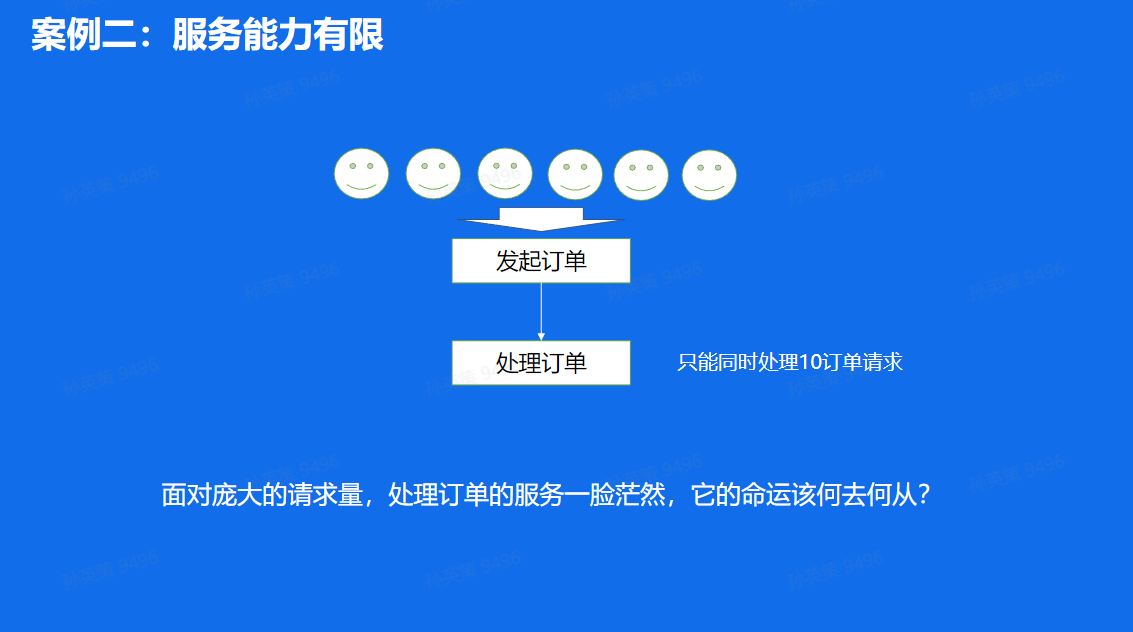 案例二：服务能力有限
发起订单
处理订单
只能同时处理10订单请求
面对庞大的请求量，处理订单的服务一脸茫然，它的命运该何去何从？